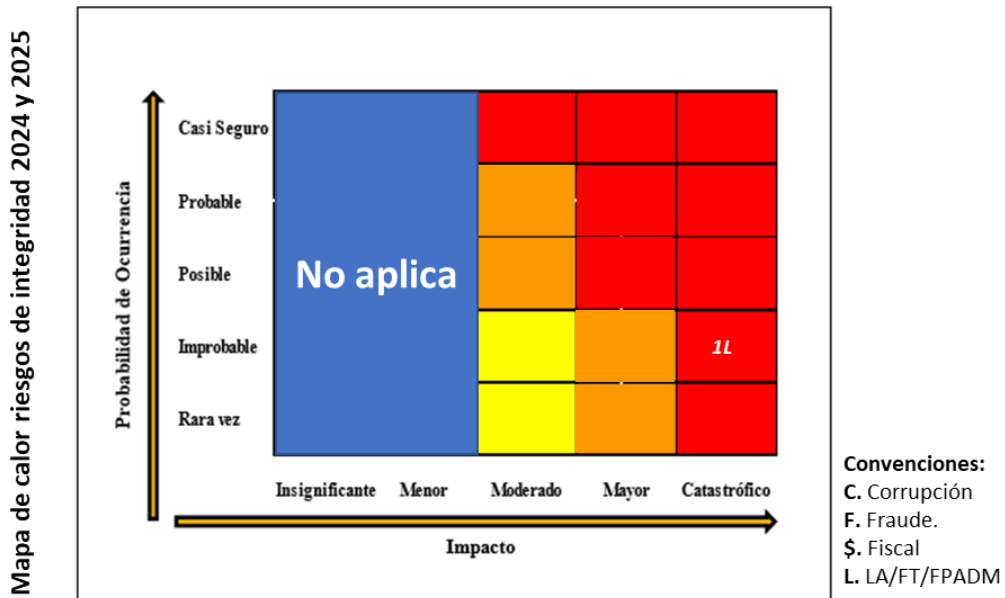 Mapa de calor riesgos de integridad 2024 y 2025
Probabilidad de Ocurrencia
Casi Seguro
Probable
Posible
Improbable
Rara vez
No aplica
1L
Insignificante Menor Moderado Mayor Catastrófico
Impacto
Convenciones:
C. Corrupción
F. Fraude.
$. Fiscal
L. LA/FT/FPADM